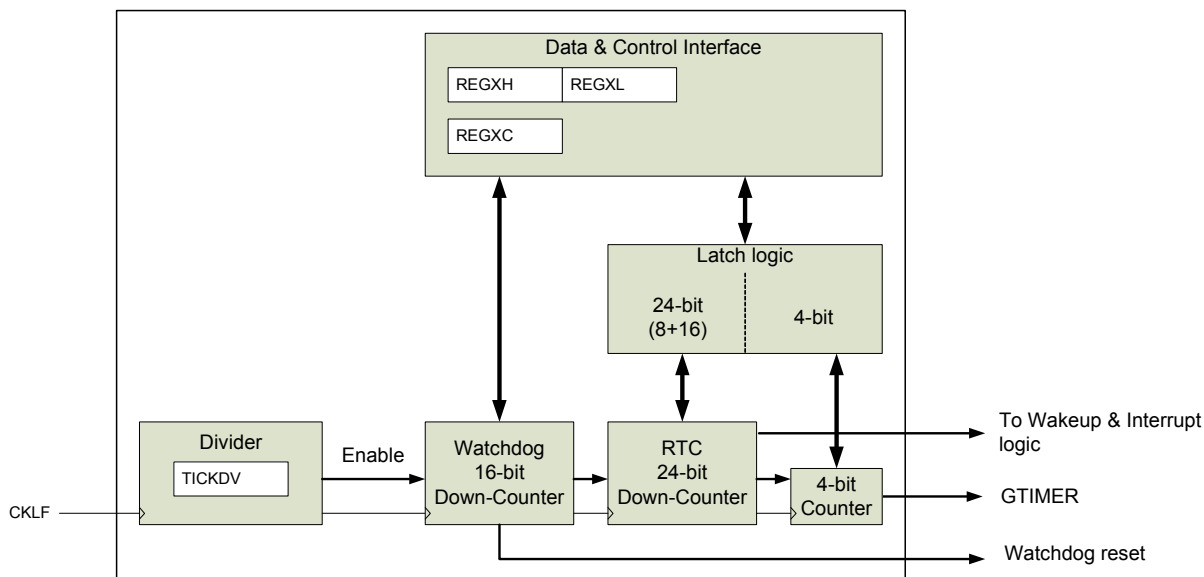 Data & Control Interface
REGXH
REGXL
REGXC
Latch logic
24-bit
(8+16)
4-bit
Divider
TICKDV
Enable
Watchdog
16-bit
Down-Counter
RTC
24-bit
Down-Counter
4-bit
Counter
To Wakeup & Interrupt
logic
GTIMER
CKLF
Watchdog reset